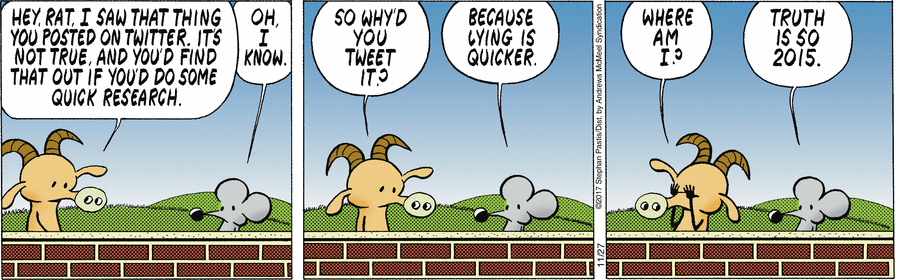 HEY, RAT, I SAW THAT THING
YOU POSTED ON TWITTER. IT'S
NOT TRUE, AND YOU'D FIND
THAT OUT IF YOU'D DO SOME
QUICK RESEARCH.
OH,
I
KNOW.
SO WHY'D
YOU
TWEET
IT?
BECAUSE
LYING IS
QUICKER.
©2017 Stephan Pastis/Dist. by Andrews McMeel Syndication
11/27
WHERE
AM
I?
TRUTH
IS SO
2015.